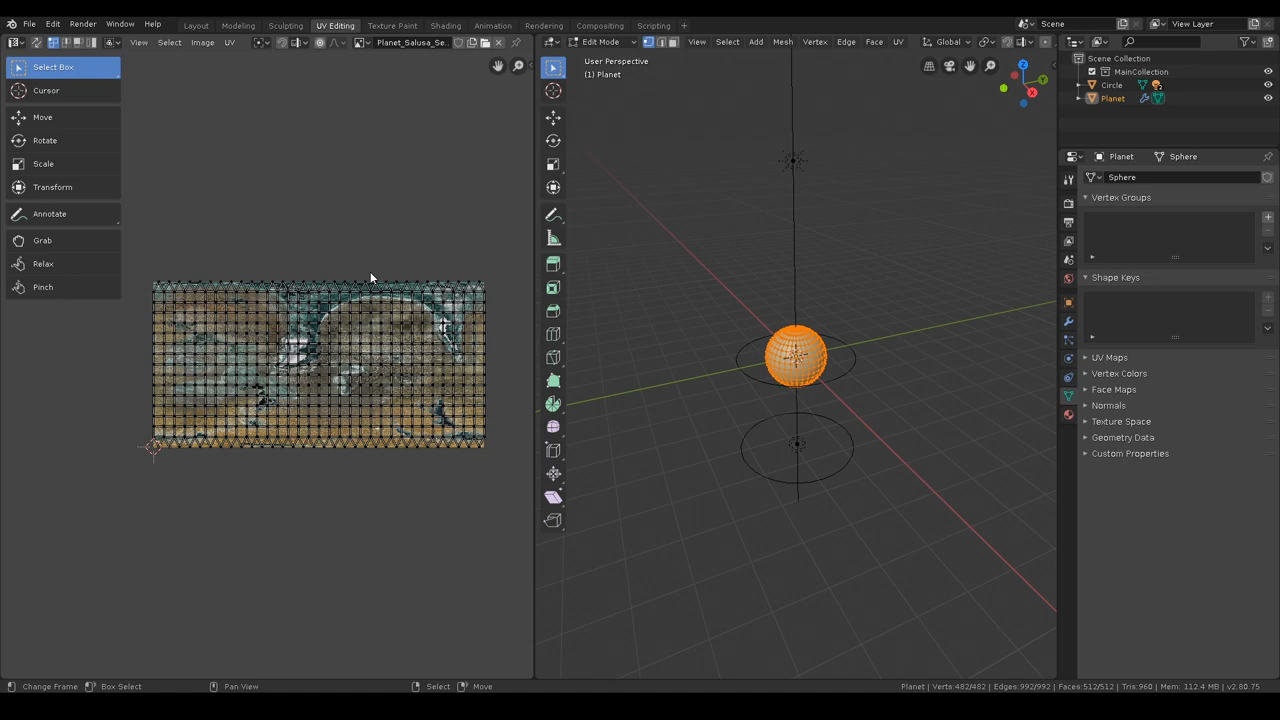 File Edit Render Window Help Layout Modeling Sculpting UV Editing Texture Paint Shading Animation Rendering Compositing Scripting + Scene View Layer
View Select Image UV Planet_Salusa_Se... Edit Mode View Select Add Mesh Vertex Edge Face UV Global
Select Box
Cursor
Move
Rotate
Scale
Transform
Annotate
Grab
Relax
Pinch
User Perspective
(1) Planet
Z
Y
X
Scene Collection
MainCollection
Circle
2
Planet
Planet Sphere
Sphere
Vertex Groups
Shape Keys
UV Maps
Vertex Colors
Face Maps
Normals
Texture Space
Geometry Data
Custom Properties
Change Frame Box Select Pan View Select Move Planet | Verts:482/482 | Edges:992/992 | Faces:512/512 | Tris:960 | Mem: 112.4 MB | v2.80.75